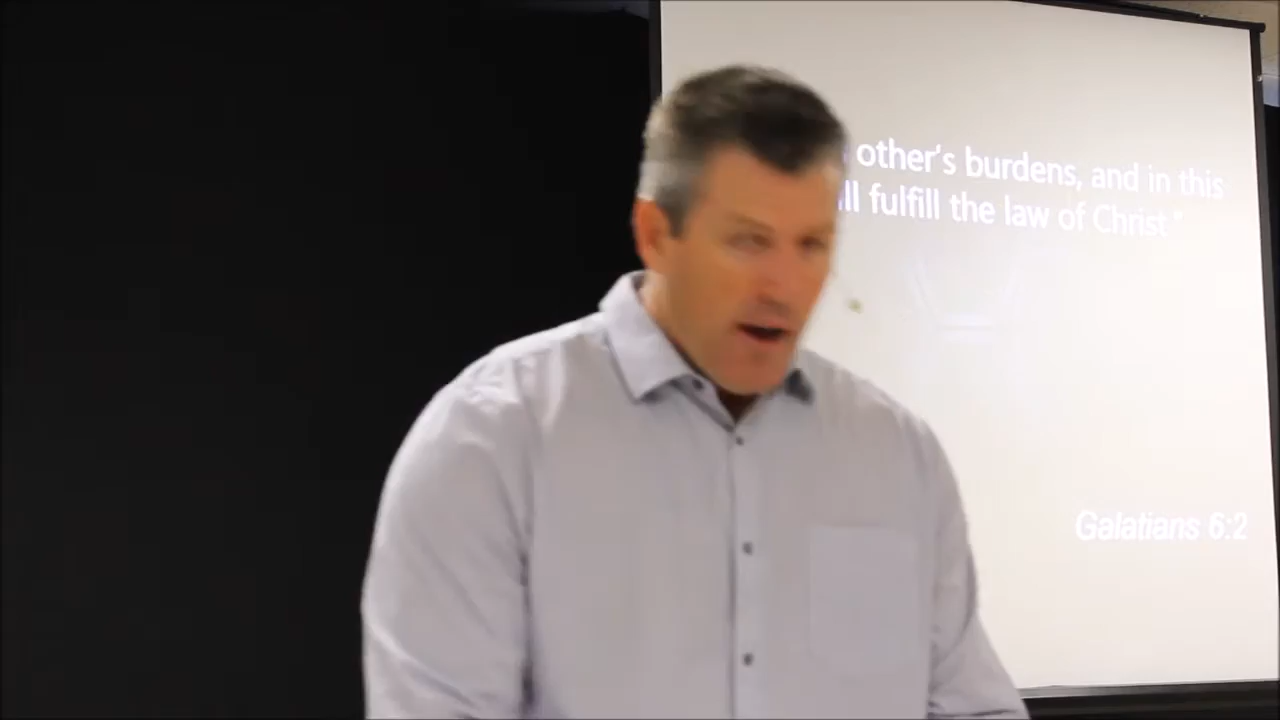 other's burdens, and in this
fulfill the law of Christ"
Galatians 6:2